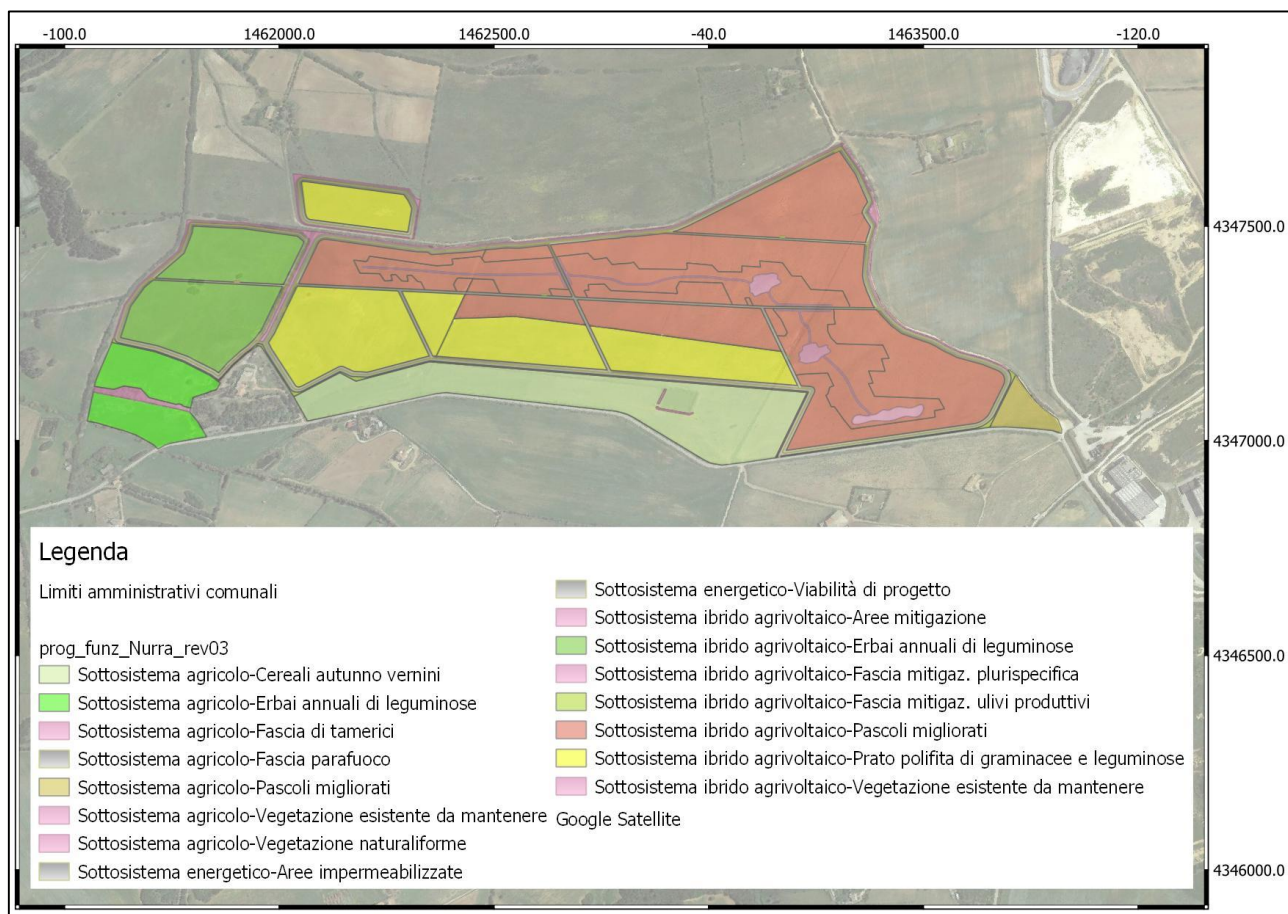 -100.0 1462000.0 1462500.0 -40.0 1463500.0 -120.0
4347500.0
4347000.0
4346500.0
4346000.0
Legenda
Limiti amministrativi comunali
prog_funz_Nurra_rev03
Sottosistema agricolo-Cereali autunno vernini
Sottosistema agricolo-Erbai annuali di leguminose
Sottosistema agricolo-Fascia di tamerici
Sottosistema agricolo-Fascia parafuoco
Sottosistema agricolo-Pascoli migliorati
Sottosistema agricolo-Vegetazione esistente da mantenere
Sottosistema agricolo-Vegetazione naturaliforme
Sottosistema energetico-Aree impermeabilizzate
Sottosistema energetico-Viabilità di progetto
Sottosistema ibrido agrivoltaico-Aree mitigazione
Sottosistema ibrido agrivoltaico-Erbai annuali di leguminose
Sottosistema ibrido agrivoltaico-Fascia mitigaz. plurispecifica
Sottosistema ibrido agrivoltaico-Fascia mitigaz. ulivi produttivi
Sottosistema ibrido agrivoltaico-Pascoli migliorati
Sottosistema ibrido agrivoltaico-Prato polifita di graminacee e leguminose
Sottosistema ibrido agrivoltaico-Vegetazione esistente da mantenere
Google Satellite